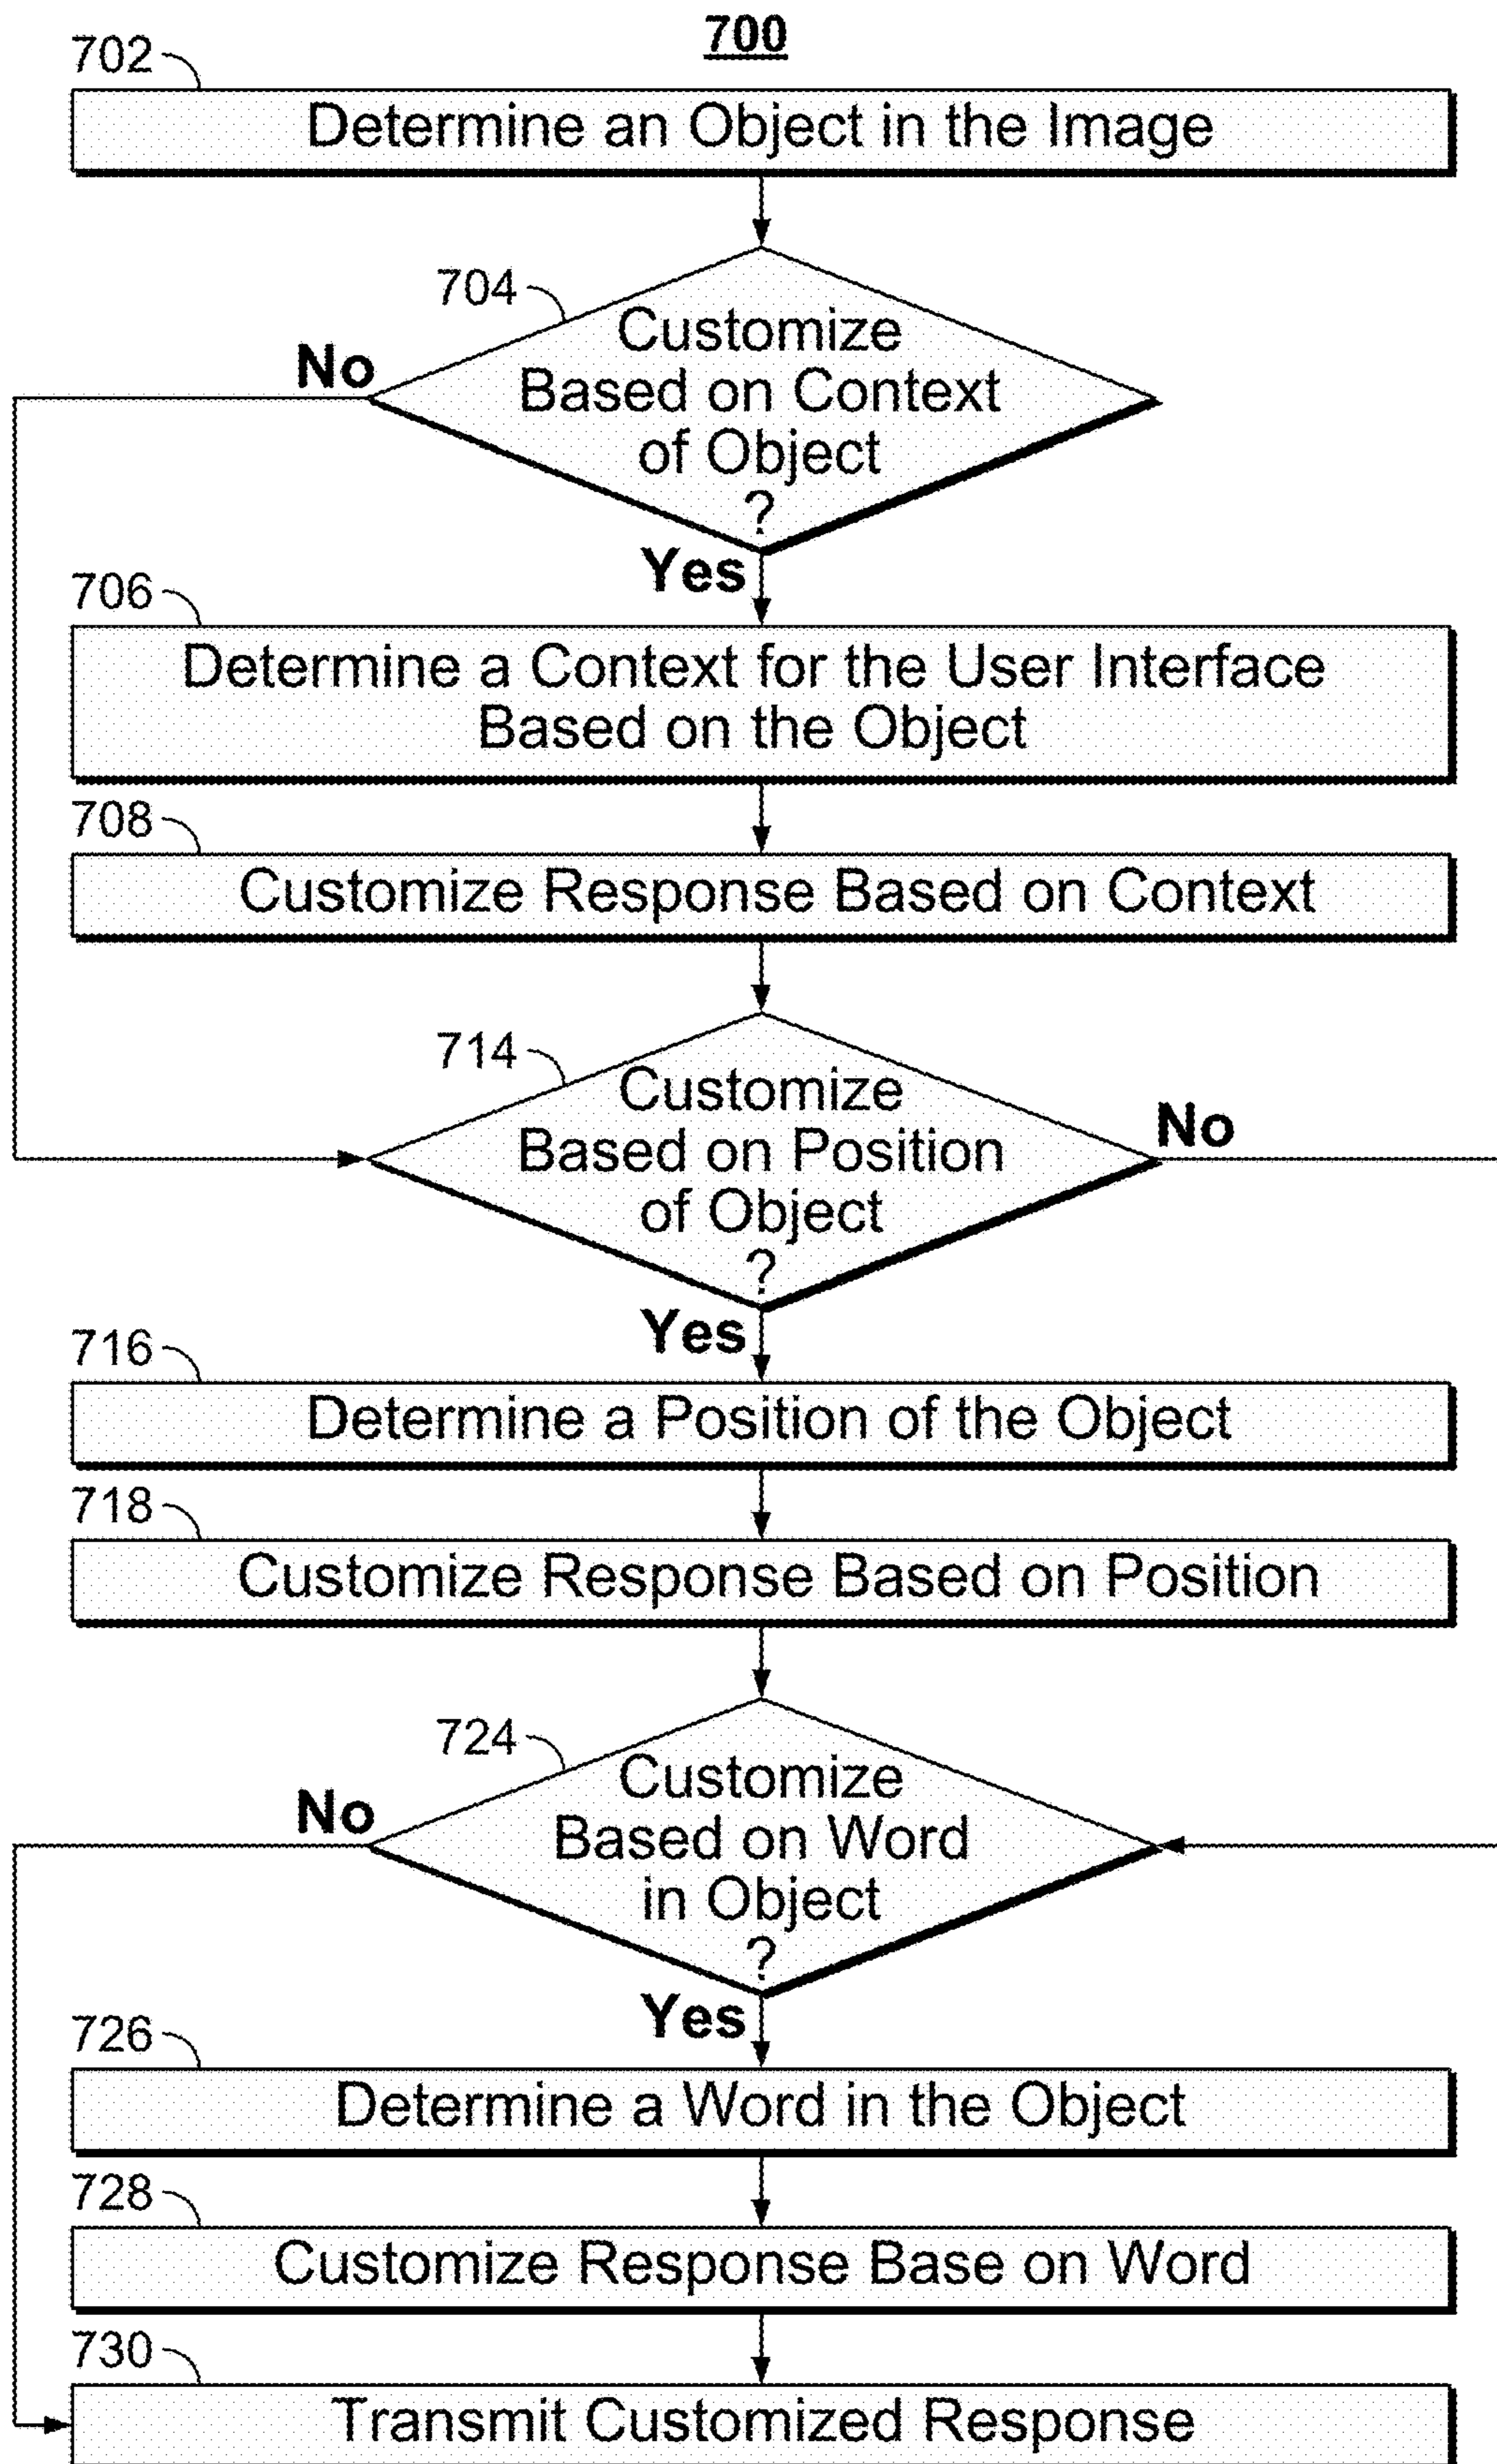 700
702
Determine an Object in the Image
704
Customize
Based on Context
of Object
?
No
Yes
706
Determine a Context for the User Interface
Based on the Object
708
Customize Response Based on Context
714
Customize
Based on Position
of Object
?
No
Yes
716
Determine a Position of the Object
718
Customize Response Based on Position
724
Customize
Based on Word
in Object
?
No
Yes
726
Determine a Word in the Object
728
Customize Response Base on Word
730
Transmit Customized Response